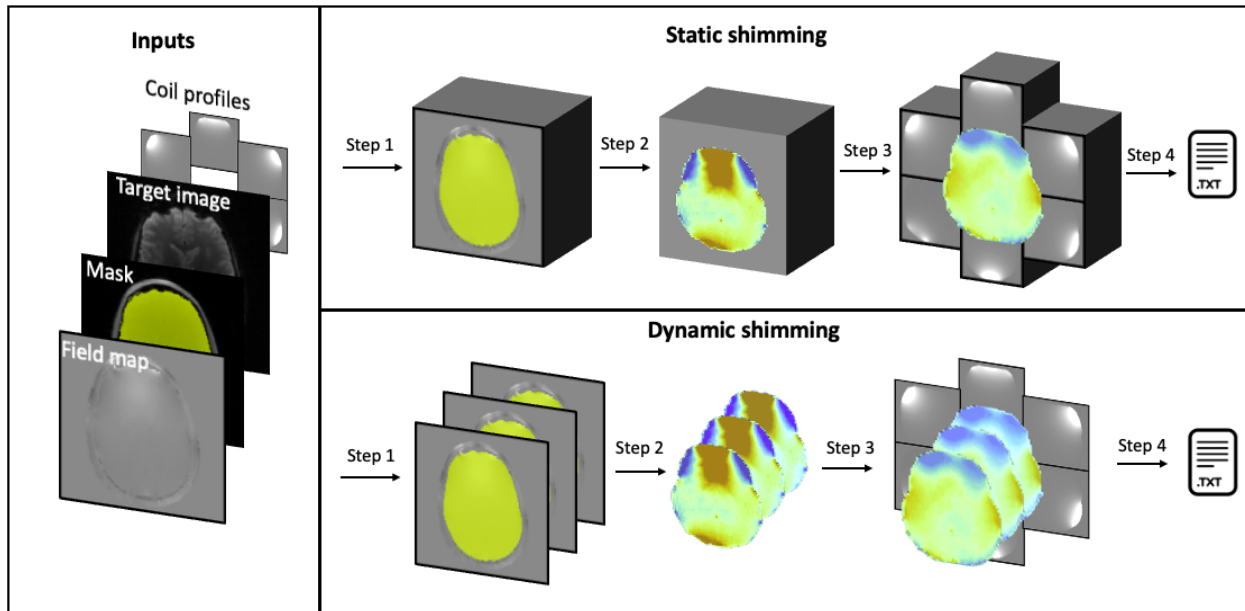 Inputs
Coil profiles
Target image
Mask
Field map
Static shimming
Step 1
Step 2
Step 3
Step 4
.TXT
Dynamic shimming
Step 1
Step 2
Step 3
Step 4
.TXT